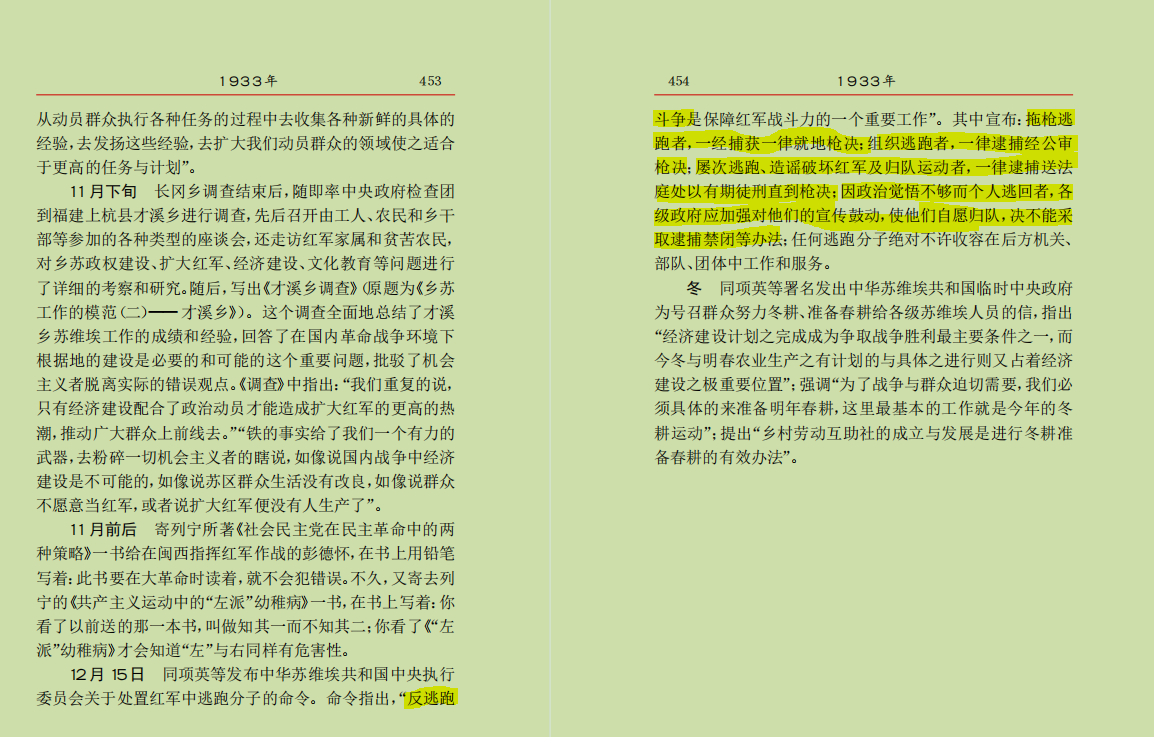 1933年 453
从动员群众执行各种任务的过程中去收集各种新鲜的具体的
经验，去发扬这些经验，去扩大我们动员群众的领域使之适合
于更高的任务与计划”。
11月下旬 长冈乡调查结束后，随即率中央政府检查团
到福建上杭县才溪乡进行调查，先后召开由工人、农民和乡干
部等参加的各种类型的座谈会，还走访红军家属和贫苦农民，
对乡苏政权建设、扩大红军、经济建设、文化教育等问题进行
了详细的考察和研究。随后，写出《才溪乡调查》（原题为《乡苏
工作的模范（二）——才溪乡》）。这个调查全面地总结了才溪
乡苏维埃工作的成绩和经验，回答了在国内革命战争环境下
根据地的建设是必要的和可能的这个重要问题，批驳了机会
主义者脱离实际的错误观点。《调查》中指出：“我们重复的说，
只有经济建设配合了政治动员才能造成扩大红军的更高的热
潮，推动广大群众上前线去。”“铁的事实给了我们一个有力的
武器，去粉碎一切机会主义者的瞎说，如像说国内战争中经济
建设是不可能的，如像说苏区群众生活没有改良，如像说群众
不愿意当红军，或者说扩大红军便没有人生产了”。
11月前后 寄列宁所著《社会民主党在民主革命中的两
种策略》一书给在闽西指挥红军作战的彭德怀，在书上用铅笔
写着：此书要在大革命时读着，就不会犯错误。不久，又寄去列
宁的《共产主义运动中的“左派”幼稚病》一书，在书上写着：你
看了以前送的那一本书，叫做知其一而不知其二；你看了《“左
派”幼稚病》才会知道“左”与右同样有危害性。
12月15日 同项英等发布中华苏维埃共和国中央执行
委员会关于处置红军中逃跑分子的命令。命令指出，“反逃跑
454 1933年
斗争是保障红军战斗力的一个重要工作”。其中宣布：拖枪逃
跑者，一经捕获一律就地枪决；组织逃跑者，一律逮捕经公审
枪决；屡次逃跑、造谣破坏红军及归队运动者，一律逮捕送法
庭处以有期徒刑直到枪决；因政治觉悟不够而个人逃回者，各
级政府应加强对他们的宣传鼓动，使他们自愿归队，决不能采
取逮捕禁闭等办法；任何逃跑分子绝对不许收容在后方机关、
部队、团体中工作和服务。
冬 同项英等署名发出中华苏维埃共和国临时中央政府
为号召群众努力冬耕、准备春耕给各级苏维埃人员的信，指出
“经济建设计划之完成成为争取战争胜利最主要条件之一，而
今冬与明春农业生产之有计划的与具体之进行则又占着经济
建设之极重要位置”；强调“为了战争与群众迫切需要，我们必
须具体的来准备明年春耕，这里最基本的工作就是今年的冬
耕运动”；提出“乡村劳动互助社的成立与发展是进行冬耕准
备春耕的有效办法”。